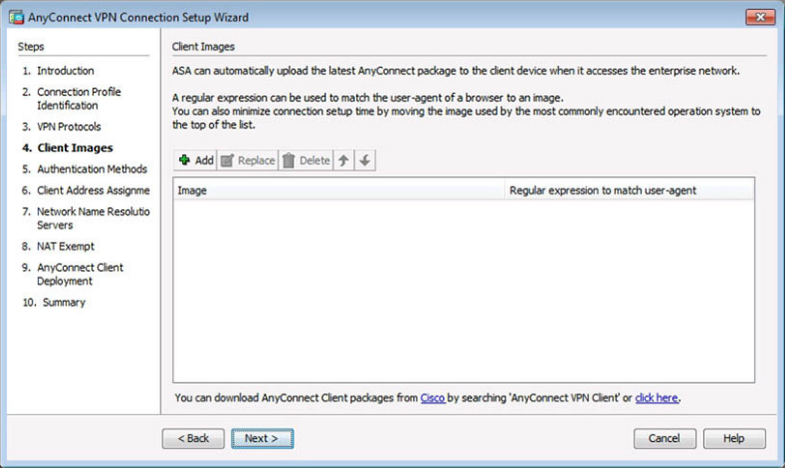 AnyConnect VPN Connection Setup Wizard
Steps
1. Introduction
2. Connection Profile
Identification
3. VPN Protocols
4. Client Images
5. Authentication Methods
6. Client Address Assignme
7. Network Name Resolutio
Servers
8. NAT Exempt
9. AnyConnect Client
Deployment
10. Summary
Client Images
ASA can automatically upload the latest AnyConnect package to the client device when it accesses the enterprise network.
A regular expression can be used to match the user-agent of a browser to an image.
You can also minimize connection setup time by moving the image used by the most commonly encountered operation system to
the top of the list.
Add Replace Delete
Image Regular expression to match user-agent
You can download AnyConnect Client packages from Cisco by searching 'AnyConnect VPN Client' or click here.
< Back Next > Cancel Help